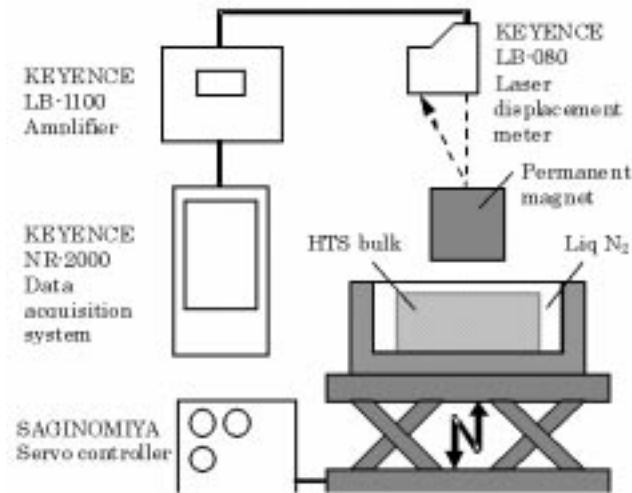 KEYENCE
LB-1100
Amplifier
KEYENCE
LB-080
Laser
displacement
meter
Permanent
magnet
KEYENCE
NR-2000
Data
acquisition
system
HTS bulk
Liq N₂
SAGINOMIYA
Servo controller